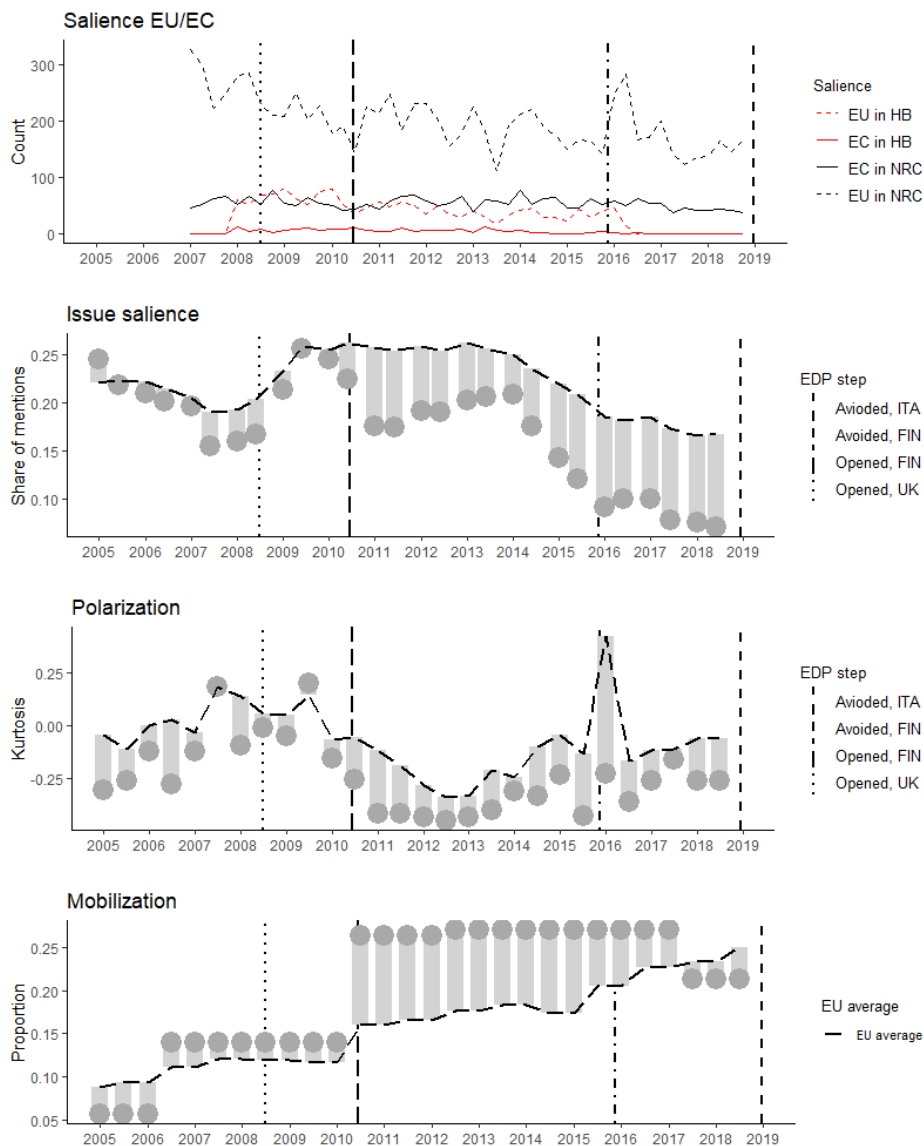 Salience EU/EC
300
200
100
0
Count
2005 2006 2007 2008 2009 2010 2011 2012 2013 2014 2015 2016 2017 2018 2019
Salience
EU in HB
EC in HB
EC in NRC
EU in NRC
Issue salience
0.25
0.20
0.15
0.10
Share of mentions
2005 2006 2007 2008 2009 2010 2011 2012 2013 2014 2015 2016 2017 2018 2019
EDP step
Avioded, ITA
Avoided, FIN
Opened, FIN
Opened, UK
Polarization
0.25
0.00
-0.25
Kurtosis
2005 2006 2007 2008 2009 2010 2011 2012 2013 2014 2015 2016 2017 2018 2019
EDP step
Avioded, ITA
Avoided, FIN
Opened, FIN
Opened, UK
Mobilization
0.25
0.20
0.15
0.10
0.05
Proportion
2005 2006 2007 2008 2009 2010 2011 2012 2013 2014 2015 2016 2017 2018 2019
EU average
EU average